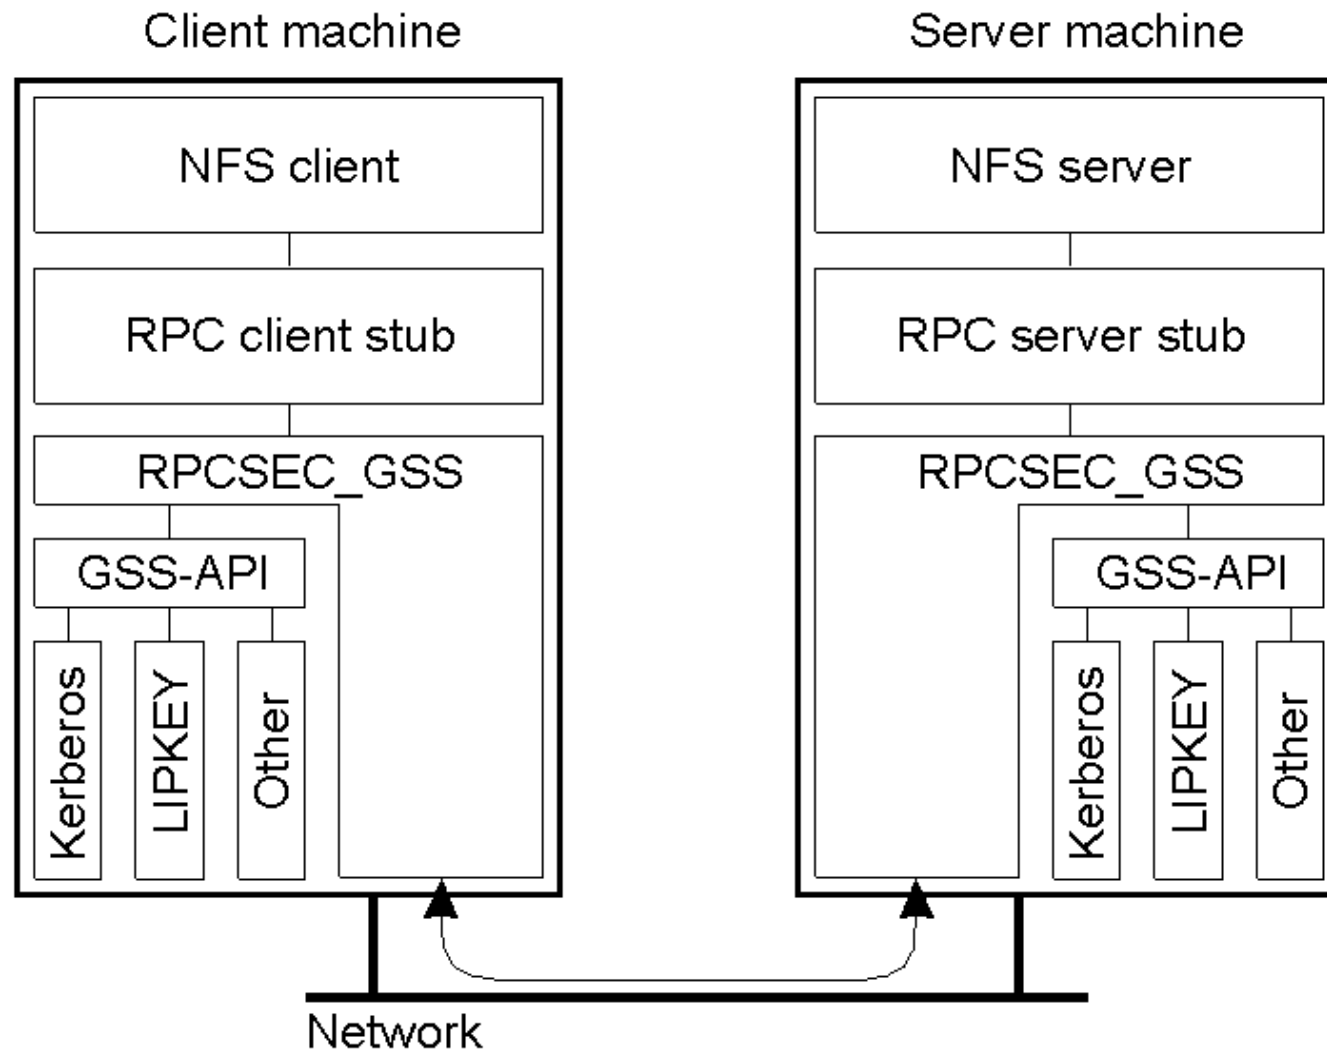 Client machine
Server machine
NFS client
NFS server
RPC client stub
RPC server stub
RPCSEC_GSS
RPCSEC_GSS
GSS-API
GSS-API
Kerberos
LIPKEY
Other
Kerberos
LIPKEY
Other
Network